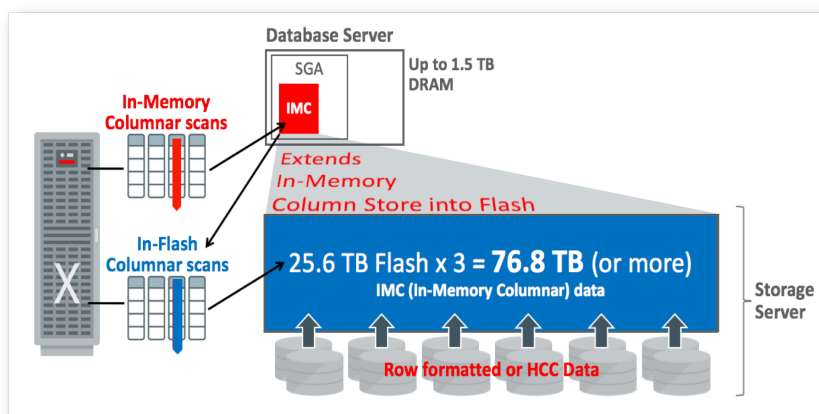 Database Server
SGA
Up to 1.5 TB
DRAM
IMC
In-Memory
Columnar scans
Extends
In-Memory
Column Store into Flash
In-Flash
Columnar scans
X
25.6 TB Flash x 3 = 76.8 TB (or more)
IMC (In-Memory Columnar) data
Storage
Server
Row formatted or HCC Data